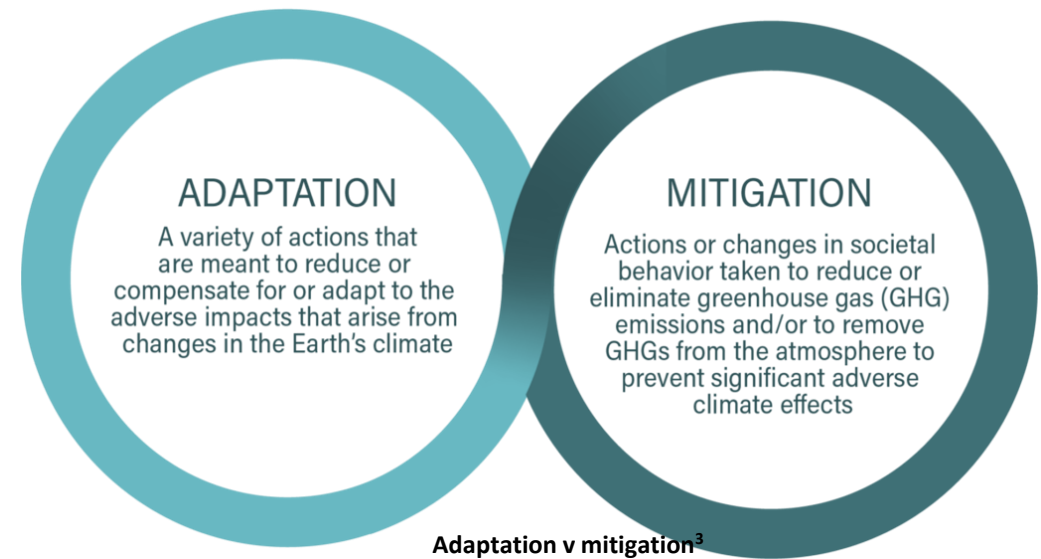 ADAPTATION
A variety of actions that
are meant to reduce or
compensate for or adapt to the
adverse impacts that arise from
changes in the Earth's climate
MITIGATION
Actions or changes in societal
behavior taken to reduce or
eliminate greenhouse gas (GHG)
emissions and/or to remove
GHGs from the atmosphere to
prevent significant adverse
climate effects
Adaptation v mitigation³